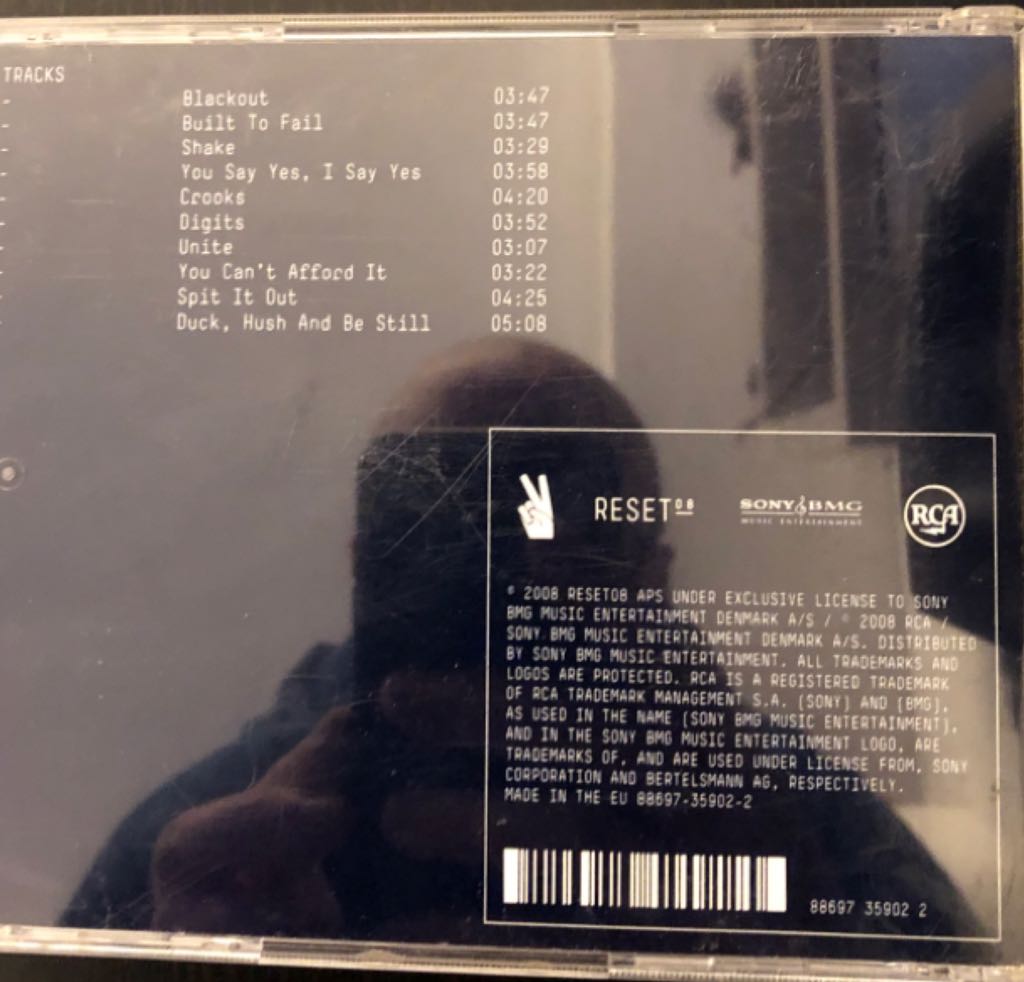 TRACKS
- Blackout 03:47
- Built To Fail 03:47
- Shake 03:29
- You Say Yes, I Say Yes 03:58
- Crooks 04:20
- Digits 03:52
- Unite 03:07
- You Can't Afford It 03:22
- Spit It Out 04:25
- Duck, Hush And Be Still 05:08
RESET08 SONY BMG RCA
MUSIC ENTERTAINMENT
℗ 2008 RESET08 APS UNDER EXCLUSIVE LICENSE TO SONY
BMG MUSIC ENTERTAINMENT DENMARK A/S / © 2008 RCA /
SONY BMG MUSIC ENTERTAINMENT DENMARK A/S. DISTRIBUTED
BY SONY BMG MUSIC ENTERTAINMENT. ALL TRADEMARKS AND
LOGOS ARE PROTECTED. RCA IS A REGISTERED TRADEMARK
OF RCA TRADEMARK MANAGEMENT S.A. (SONY) AND (BMG),
AS USED IN THE NAME (SONY BMG MUSIC ENTERTAINMENT),
AND IN THE SONY BMG MUSIC ENTERTAINMENT LOGO, ARE
TRADEMARKS OF, AND ARE USED UNDER LICENSE FROM, SONY
CORPORATION AND BERTELSMANN AG, RESPECTIVELY.
MADE IN THE EU 88697-35902-2
88697 35902 2